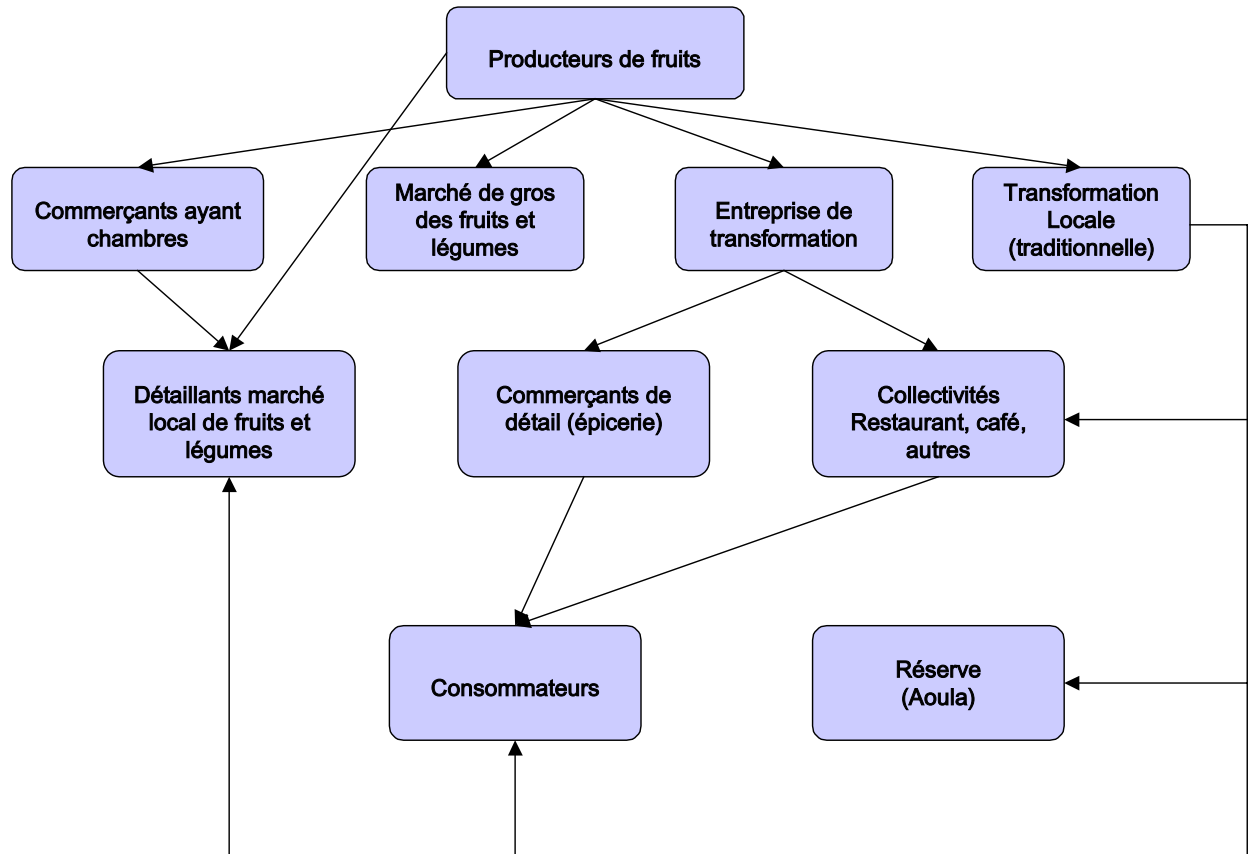 Producteurs de fruits
Commerçants ayant
chambres
Marché de gros
des fruits et
légumes
Entreprise de
transformation
Transformation
Locale
(traditionnelle)
Détaillants marché
local de fruits et
légumes
Commerçants de
détail (épicerie)
Collectivités
Restaurant, café,
autres
Consommateurs
Réserve
(Aoula)